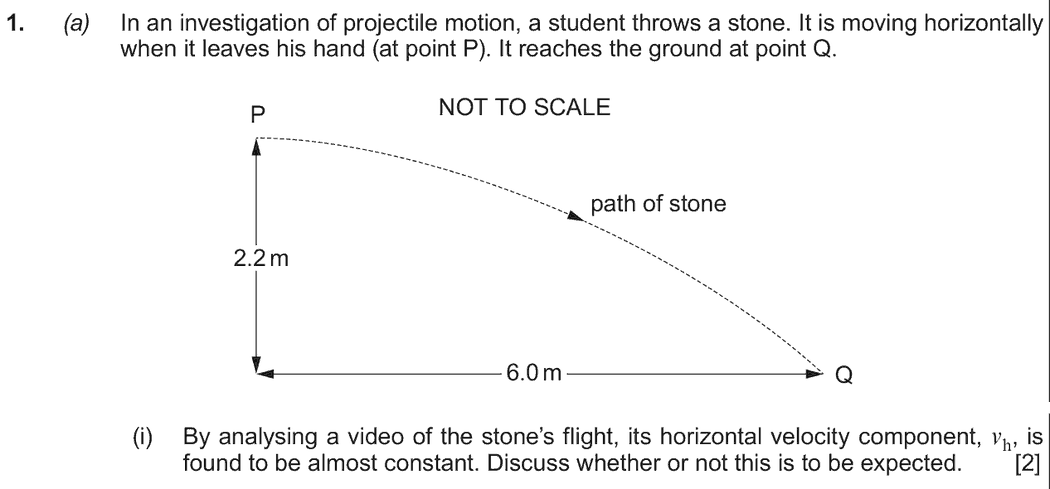 1. (a) In an investigation of projectile motion, a student throws a stone. It is moving horizontally
when it leaves his hand (at point P). It reaches the ground at point Q.
P
NOT TO SCALE
path of stone
2.2 m
6.0 m
Q
(i) By analysing a video of the stone's flight, its horizontal velocity component, vₕ, is
found to be almost constant. Discuss whether or not this is to be expected. [2]